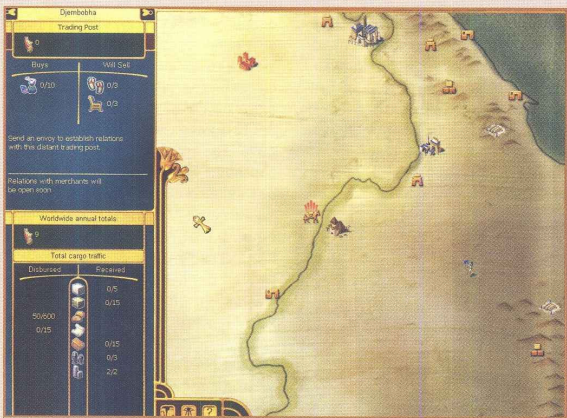 Djembobha
Trading Post
0
Buys Will Sell
0/10 0/3
0/3
Send an envoy to establish relations
with this distant trading post.
Relations with merchants will
be open soon
Worldwide annual totals
9
Total cargo traffic
Disbursed Received
0/5
0/15
50/600
0/15
0/15
0/3
2/2
?